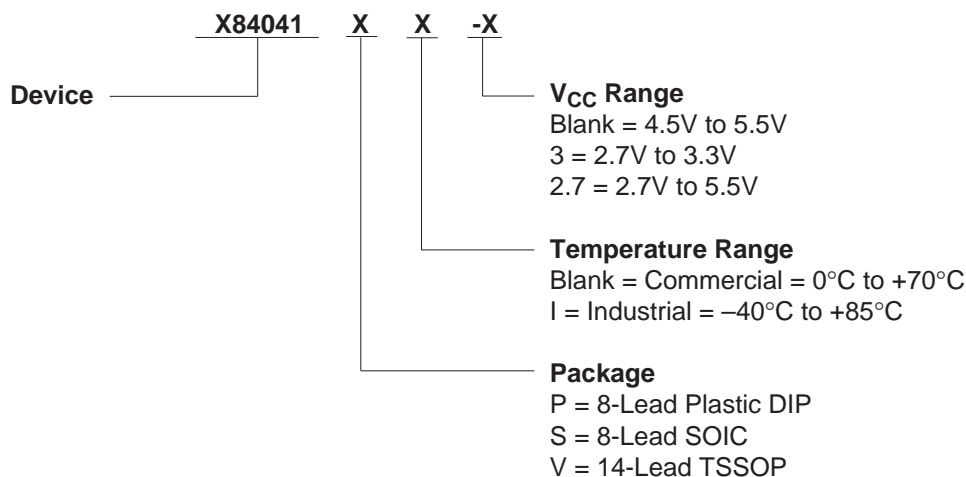 X84041 X X -X
Device
VCC Range
Blank = 4.5V to 5.5V
3 = 2.7V to 3.3V
2.7 = 2.7V to 5.5V
Temperature Range
Blank = Commercial = 0°C to +70°C
I = Industrial = –40°C to +85°C
Package
P = 8-Lead Plastic DIP
S = 8-Lead SOIC
V = 14-Lead TSSOP